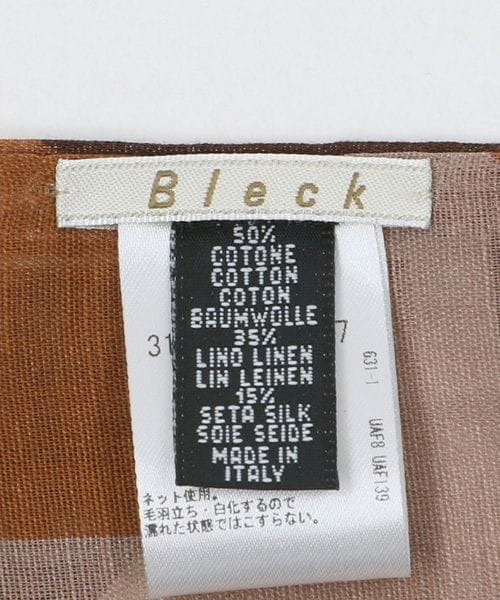 Bleck
50%
COTONE
COTTON
COTON
BAUMWOLLE
35%
LINO LINEN
LIN LEINEN
15%
SETA SILK
SOIE SEIDE
MADE IN
ITALY
31
7
631-1 UAF8 UAF139
ネット使用。
毛羽立ち・白化するので
濡れた状態ではこすらない。